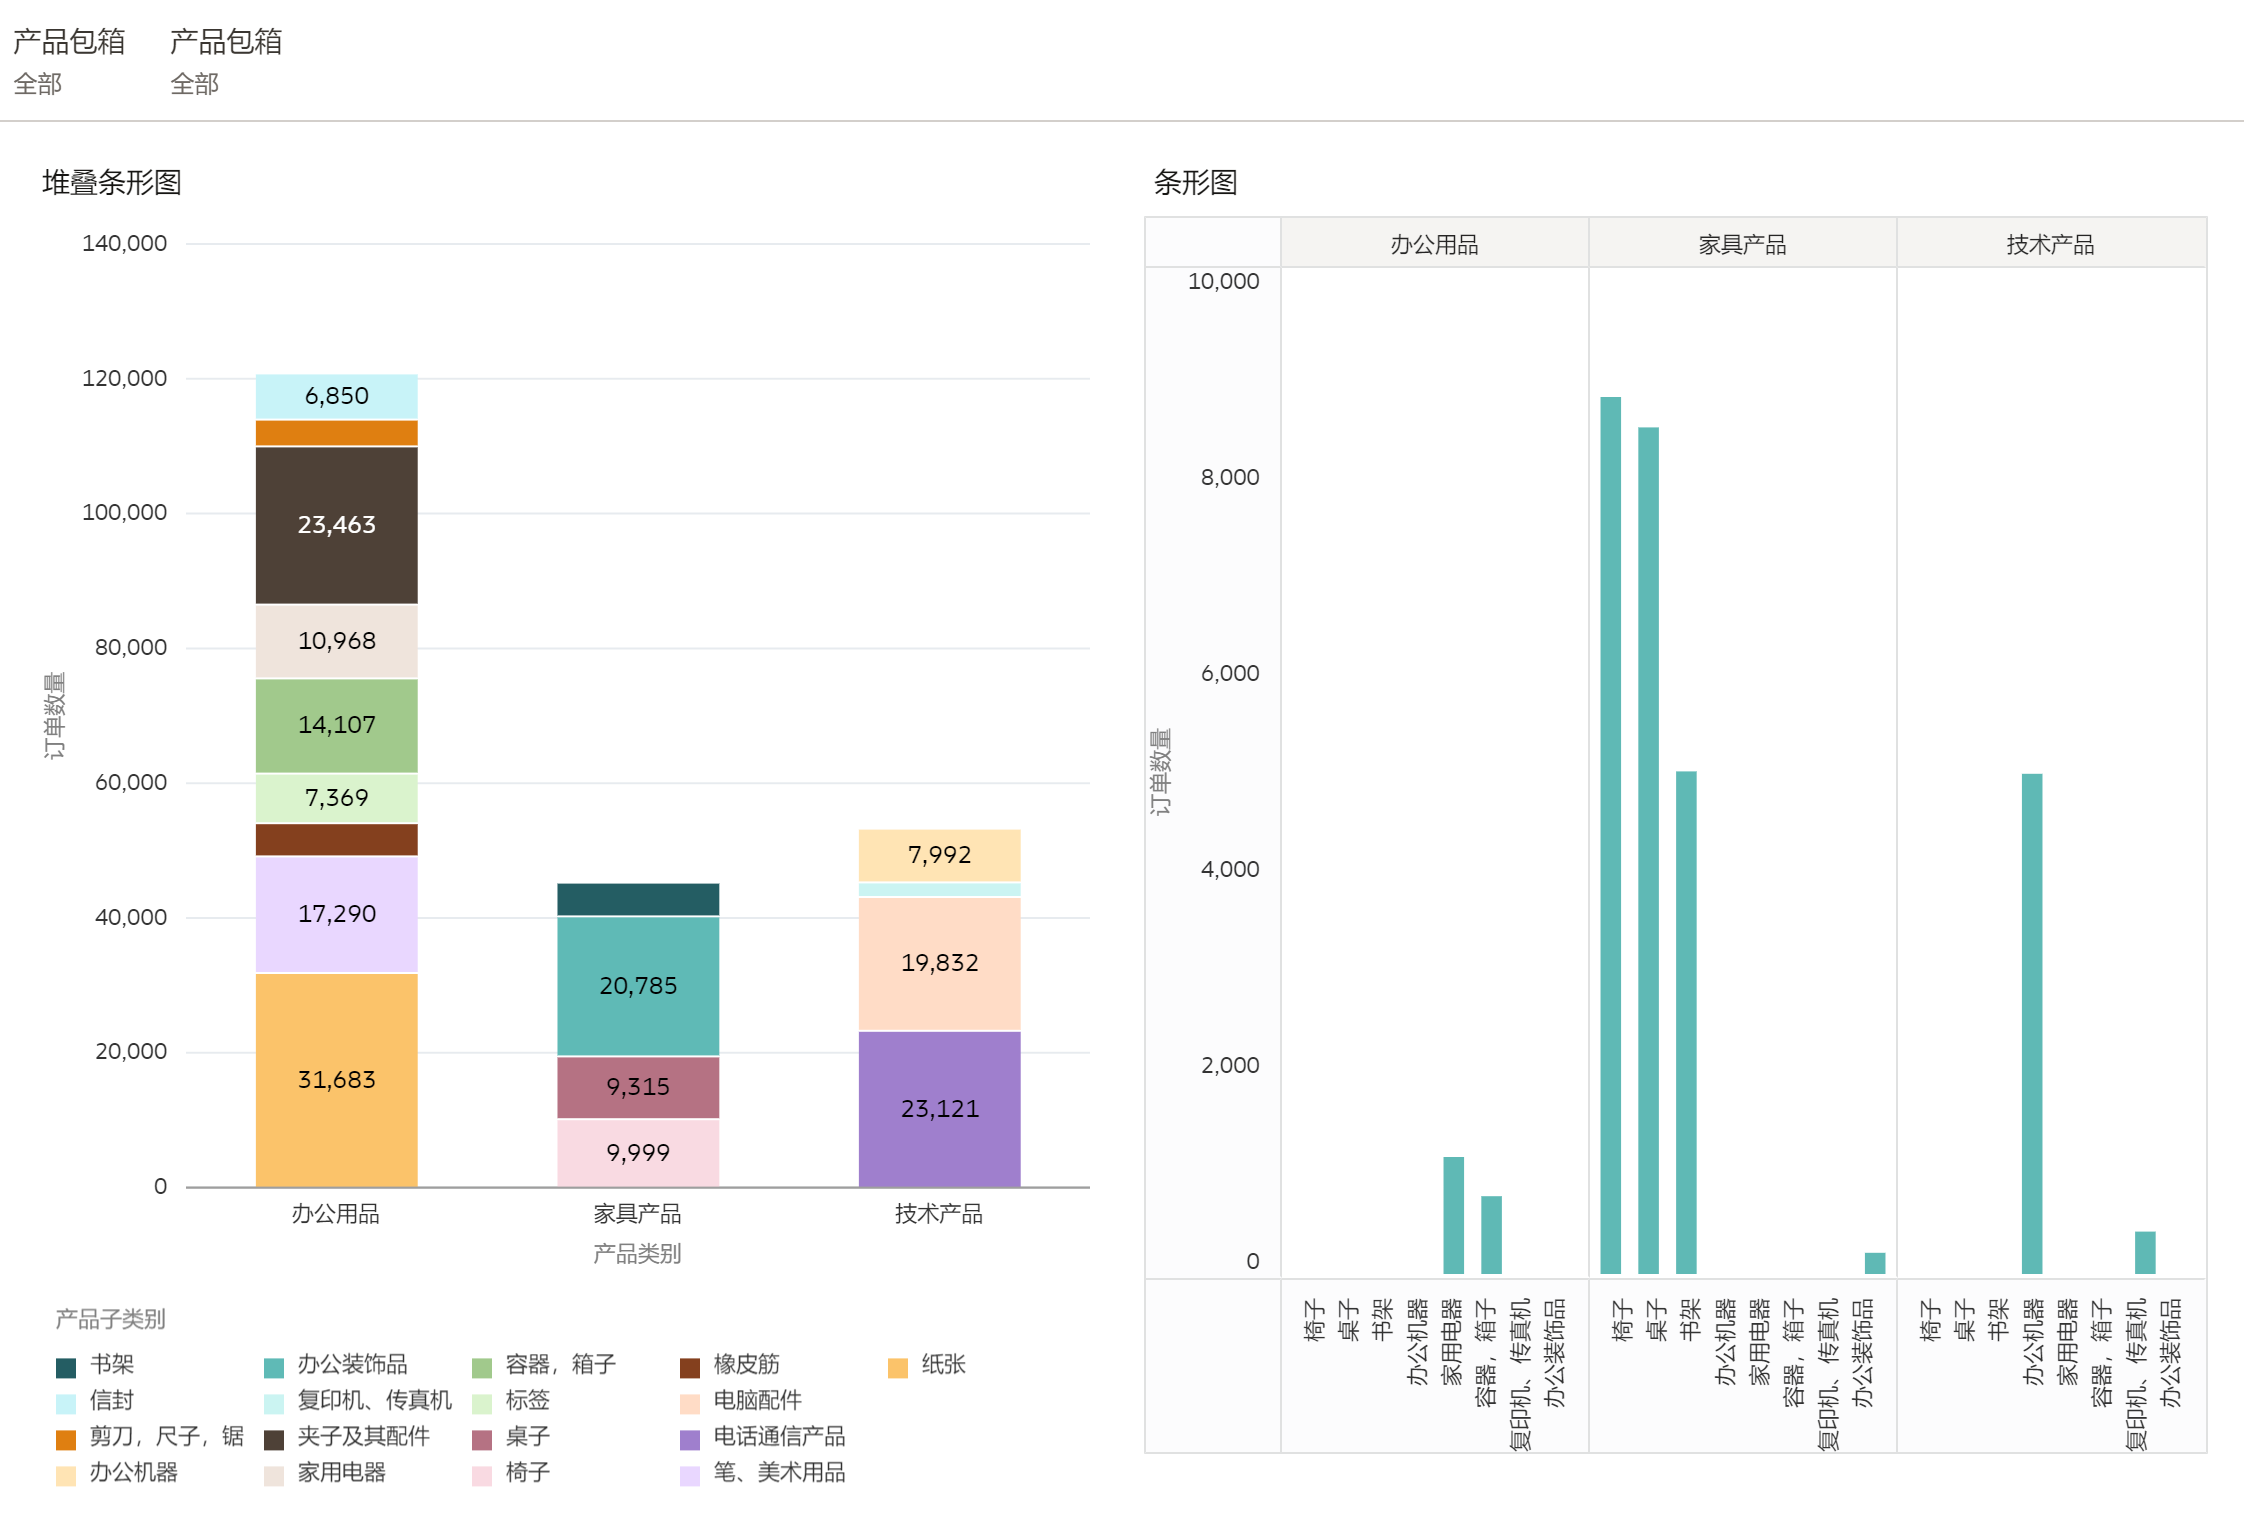 产品包箱 产品包箱
全部 全部
堆叠条形图
140,000
120,000
100,000
80,000
60,000
40,000
20,000
0
订单数量
6,850
23,463
10,968
14,107
7,369
17,290
31,683
20,785
9,315
9,999
7,992
19,832
23,121
办公用品 家具产品 技术产品
产品类别
产品子类别
书架 办公装饰品 容器，箱子 橡皮筋 纸张
信封 复印机、传真机 标签 电脑配件
剪刀，尺子，锯 夹子及其配件 桌子 电话通信产品
办公机器 家用电器 椅子 笔、美术用品
条形图
办公用品 家具产品 技术产品
10,000
8,000
6,000
4,000
2,000
0
订单数量
椅子
桌子
书架
办公机器
家用电器
容器，箱子
复印机、传真机
办公装饰品
椅子
桌子
书架
办公机器
家用电器
容器，箱子
复印机、传真机
办公装饰品
椅子
桌子
书架
办公机器
家用电器
容器，箱子
复印机、传真机
办公装饰品